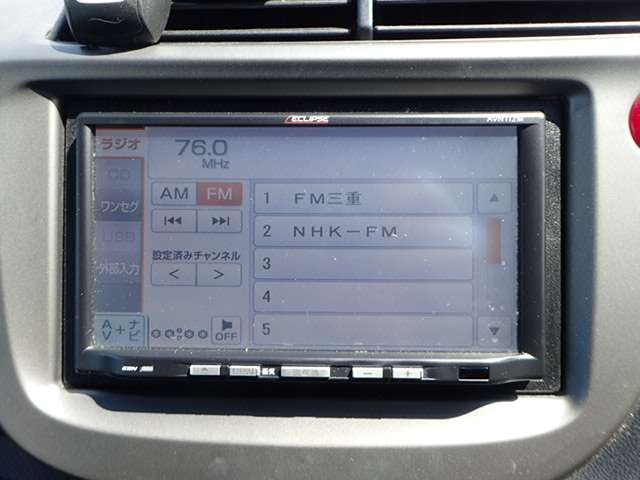 ECLIPSE
AVN112M
ラジオ
76.0
MHz
CD
AM FM
ワンセグ
1 FM三重
2 NHK-FM
USB
設定済みチャンネル
外部入力
< >
3
4
AV+ナビ
OFF
5